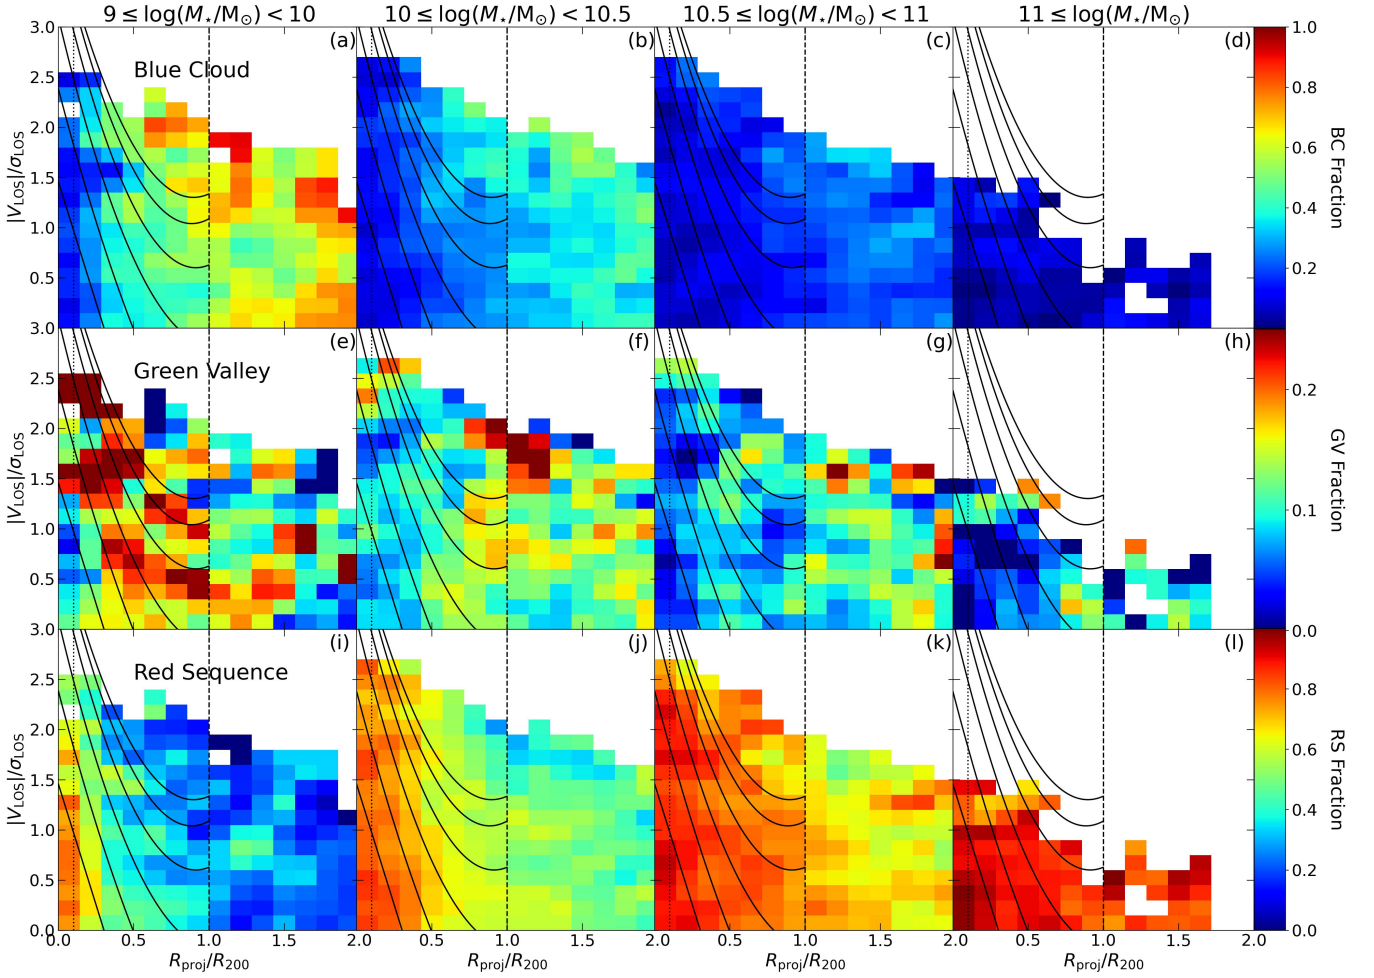 9 ≤ log(M⋆/M⊙) < 10
10 ≤ log(M⋆/M⊙) < 10.5
10.5 ≤ log(M⋆/M⊙) < 11
11 ≤ log(M⋆/M⊙)
3.0
2.5
2.0
1.5
1.0
0.5
|V_LOS|/σ_LOS
Blue Cloud
(a)
(b)
(c)
(d)
1.0
0.8
0.6
0.4
0.2
BC Fraction
3.0
2.5
2.0
1.5
1.0
0.5
|V_LOS|/σ_LOS
Green Valley
(e)
(f)
(g)
(h)
0.2
0.1
GV Fraction
3.0
2.5
2.0
1.5
1.0
0.5
0.0
|V_LOS|/σ_LOS
Red Sequence
(i)
(j)
(k)
(l)
0.0
0.8
0.6
0.4
0.2
0.0
RS Fraction
0.0 0.5 1.0 1.5 2.0 0.5 1.0 1.5 2.0 0.5 1.0 1.5 2.0 0.0 0.5 1.0 1.5 2.0
R_proj/R_200
R_proj/R_200
R_proj/R_200
R_proj/R_200